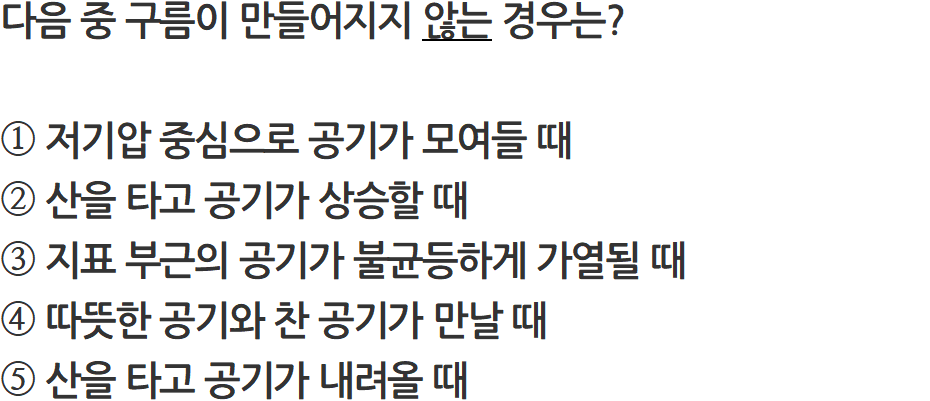 다음 중 구름이 만들어지지 않는 경우는?
① 저기압 중심으로 공기가 모여들 때
② 산을 타고 공기가 상승할 때
③ 지표 부근의 공기가 불균등하게 가열될 때
④ 따뜻한 공기와 찬 공기가 만날 때
⑤ 산을 타고 공기가 내려올 때